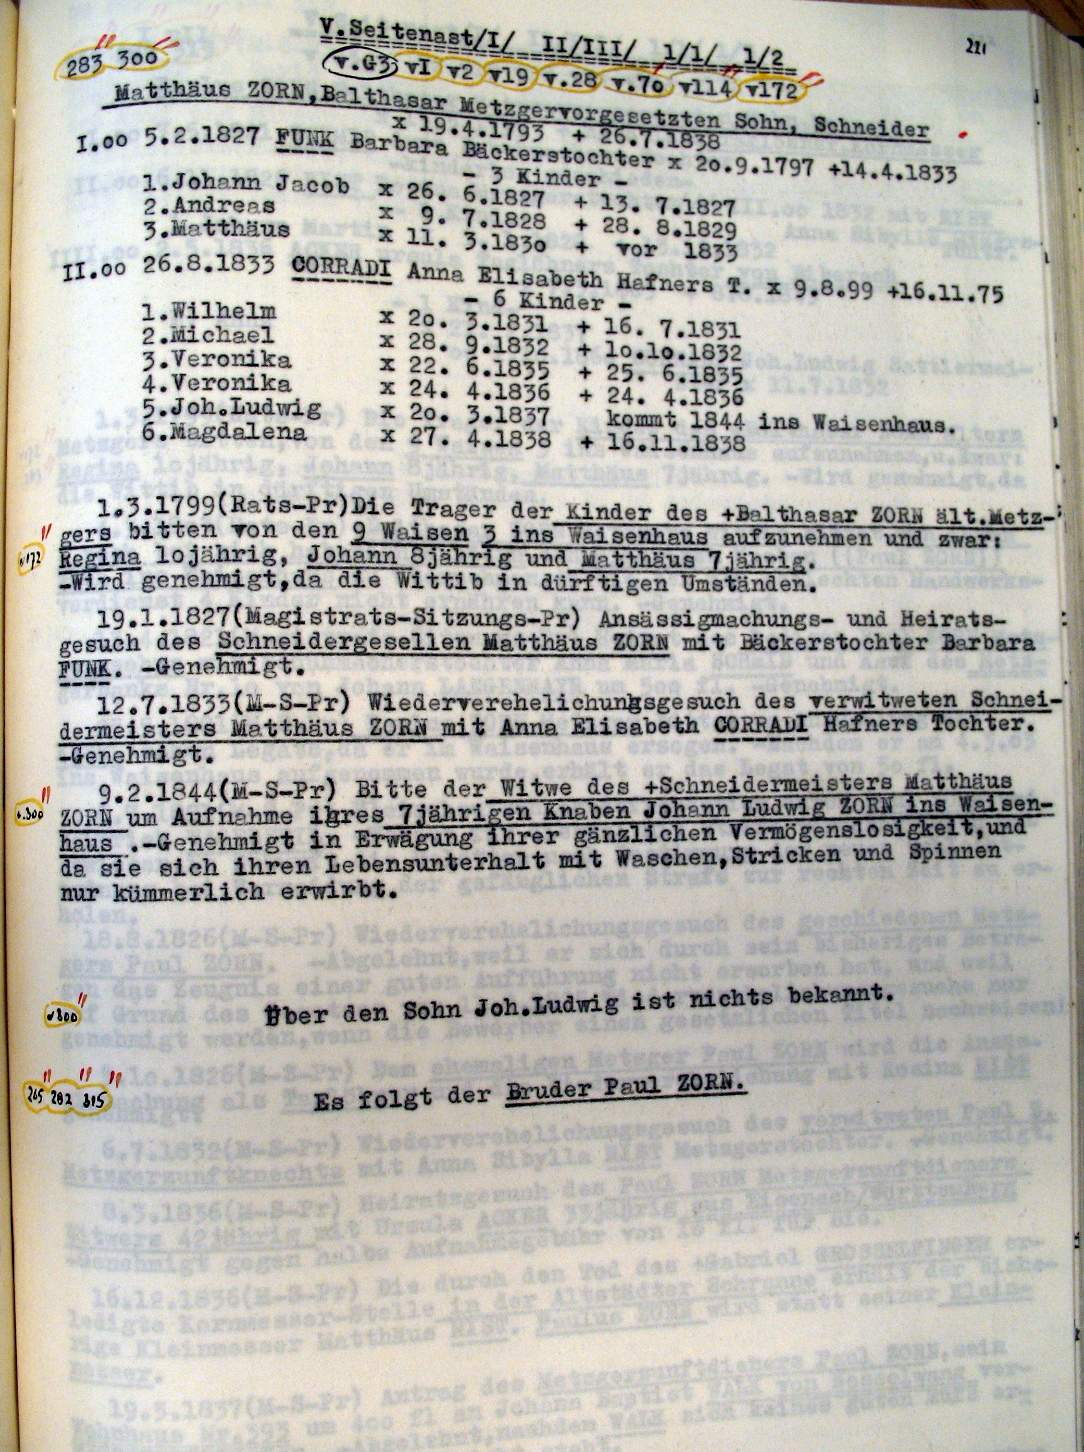 221
V.Seitenast/I/ II/III/ 1/1/ 1/2
283 300
v.G3 v1 v2 v19 v.28 v.70 v114 v172
Matthäus ZORN,Balthasar Metzgervorgesetzten Sohn, Schneider
x 19.4.1793 + 26.7.1838
I.oo 5.2.1827 FUNK Barbara Bäckerstochter x 2o.9.1797 +14.4.1833
- 3 Kinder -
1.Johann Jacob x 26. 6.1827 + 13. 7.1827
2.Andreas x 9. 7.1828 + 28. 8.1829
3.Matthäus x 11. 3.183o + vor 1833
II.oo 26.8.1833 CORRADI Anna Elisabeth Hafners T. x 9.8.99 +16.11.75
- 6 Kinder -
1.Wilhelm x 2o. 3.1831 + 16. 7.1831
2.Michael x 28. 9.1832 + 1o.1o.1832
3.Veronika x 22. 6.1835 + 25. 6.1835
4.Veronika x 24. 4.1836 + 24. 4.1836
5.Joh.Ludwig x 2o. 3.1837 kommt 1844 ins Waisenhaus.
6.Magdalena x 27. 4.1838 + 16.11.1838
1.3.1799(Rats-Pr)Die Trager der Kinder des +Balthasar ZORN ält.Metz-
gers bitten von den 9 Waisen 3 ins Waisenhaus aufzunehmen und zwar:
v172 Regina 1ojährig, Johann 8jährig und Matthäus 7jährig.
-Wird genehmigt,da die Wittib in dürftigen Umständen.
19.1.1827(Magistrats-Sitzungs-Pr) Ansässigmachungs- und Heirats-
gesuch des Schneidergesellen Matthäus ZORN mit Bäckerstochter Barbara
FUNK. -Genehmigt.
12.7.1833(M-S-Pr) Wiederverehelichungsgesuch des verwitweten Schnei-
dermeisters Matthäus ZORN mit Anna Elisabeth CORRADI Hafners Tochter.
-Genehmigt.
9.2.1844(M-S-Pr) Bitte der Witwe des +Schneidermeisters Matthäus
v.300 ZORN um Aufnahme ihres 7jährigen Knaben Johann Ludwig ZORN ins Waisen-
haus .-Genehmigt in Erwägung ihrer gänzlichen Vermögenslosigkeit,und
da sie sich ihren Lebensunterhalt mit Waschen,Stricken und Spinnen
nur kümmerlich erwirbt.
v300 Über den Sohn Joh.Ludwig ist nichts bekannt.
265 282 315 Es folgt der Bruder Paul ZORN.